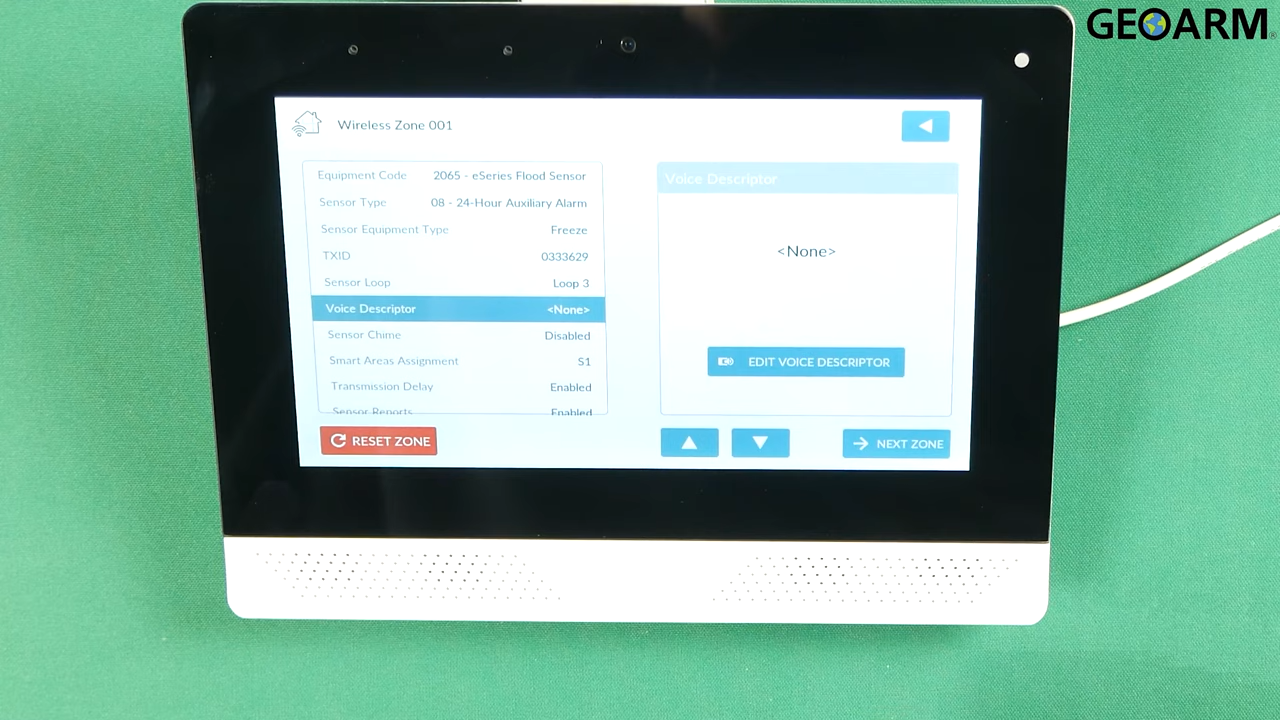 GEOARM
Wireless Zone 001
Equipment Code 2065 - eSeries Flood Sensor
Sensor Type 08 - 24-Hour Auxiliary Alarm
Sensor Equipment Type Freeze
TXID 0333629
Sensor Loop Loop 3
Voice Descriptor <None>
Sensor Chime Disabled
Smart Areas Assignment S1
Transmission Delay Enabled
Sensor Reports Enabled
RESET ZONE
Voice Descriptor
<None>
EDIT VOICE DESCRIPTOR
NEXT ZONE